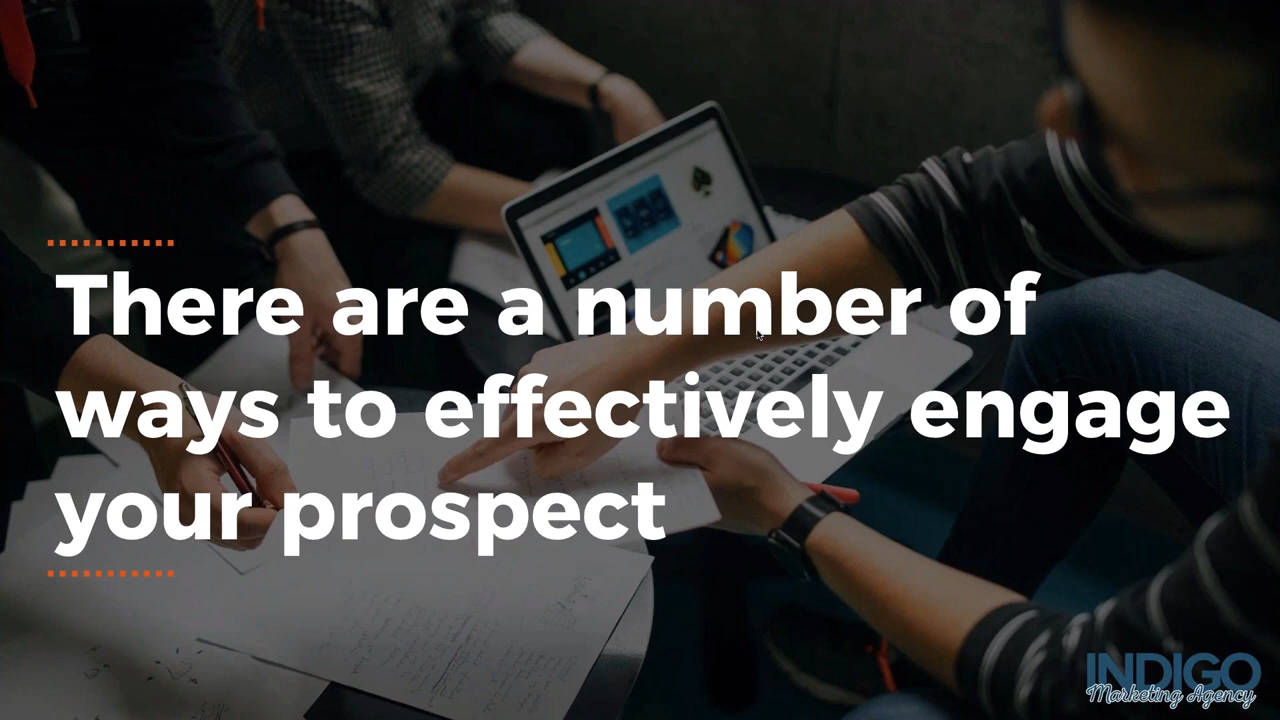 There are a number of
ways to effectively engage
your prospect
INDIGO
Marketing Agency